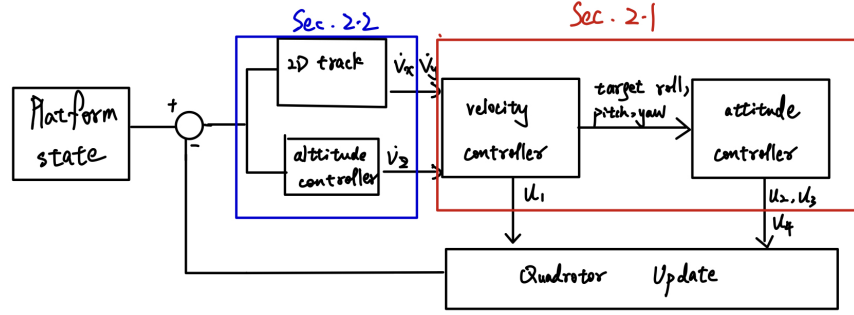 Sec. 2.2
Sec. 2.1
Platform
state
+
-
2D track
altitude
controller
V̇x V̇y
V̇z
velocity
controller
target roll,
pitch, yaw
attitude
controller
U1
U2, U3
U4
Quadrotor Update